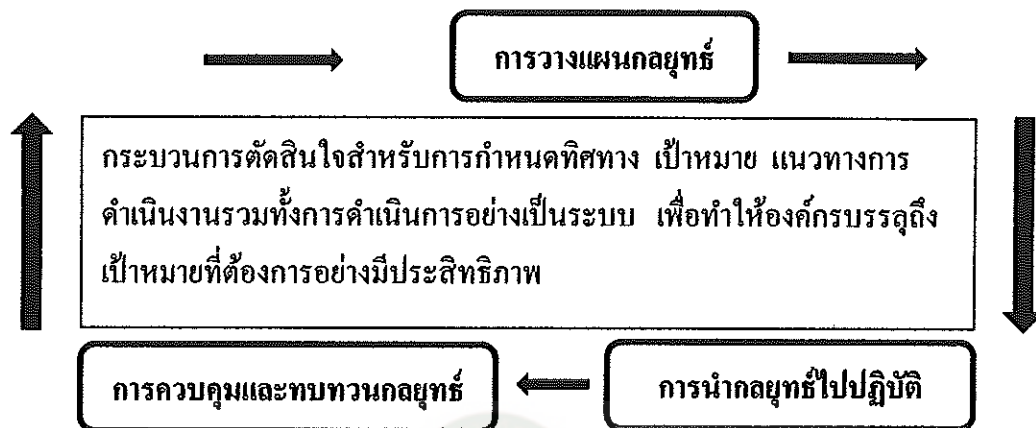 การวางแผนกลยุทธ์
กระบวนการตัดสินใจสำหรับการกำหนดทิศทาง เป้าหมาย แนวทางการ
ดำเนินงานรวมทั้งการดำเนินการอย่างเป็นระบบ เพื่อทำให้องค์กรบรรลุถึง
เป้าหมายที่ต้องการอย่างมีประสิทธิภาพ
การควบคุมและทบทวนกลยุทธ์
การนำกลยุทธ์ไปปฏิบัติ